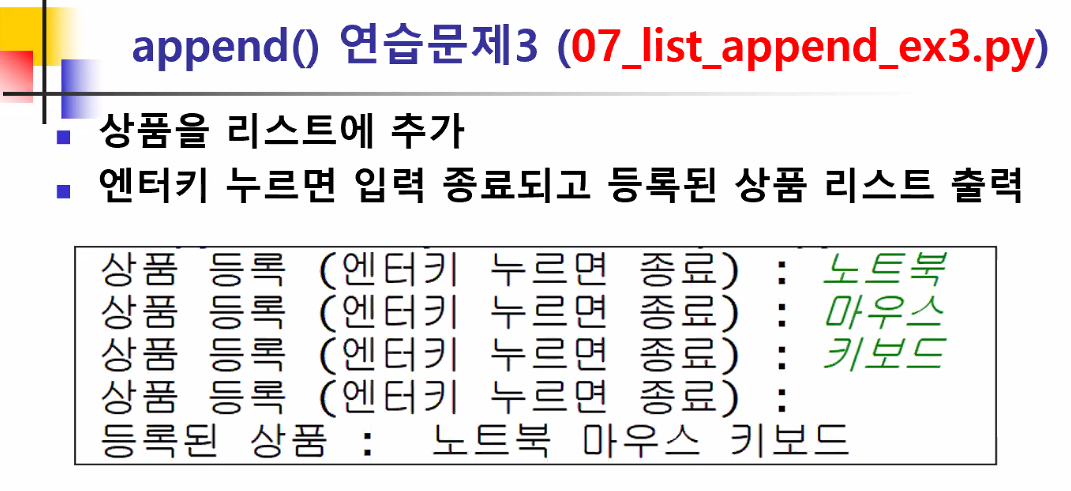 append() 연습문제3 (07_list_append_ex3.py)
상품을 리스트에 추가
엔터키 누르면 입력 종료되고 등록된 상품 리스트 출력
상품 등록 (엔터키 누르면 종료) : 노트북
상품 등록 (엔터키 누르면 종료) : 마우스
상품 등록 (엔터키 누르면 종료) : 키보드
상품 등록 (엔터키 누르면 종료) :
등록된 상품 :  노트북 마우스 키보드